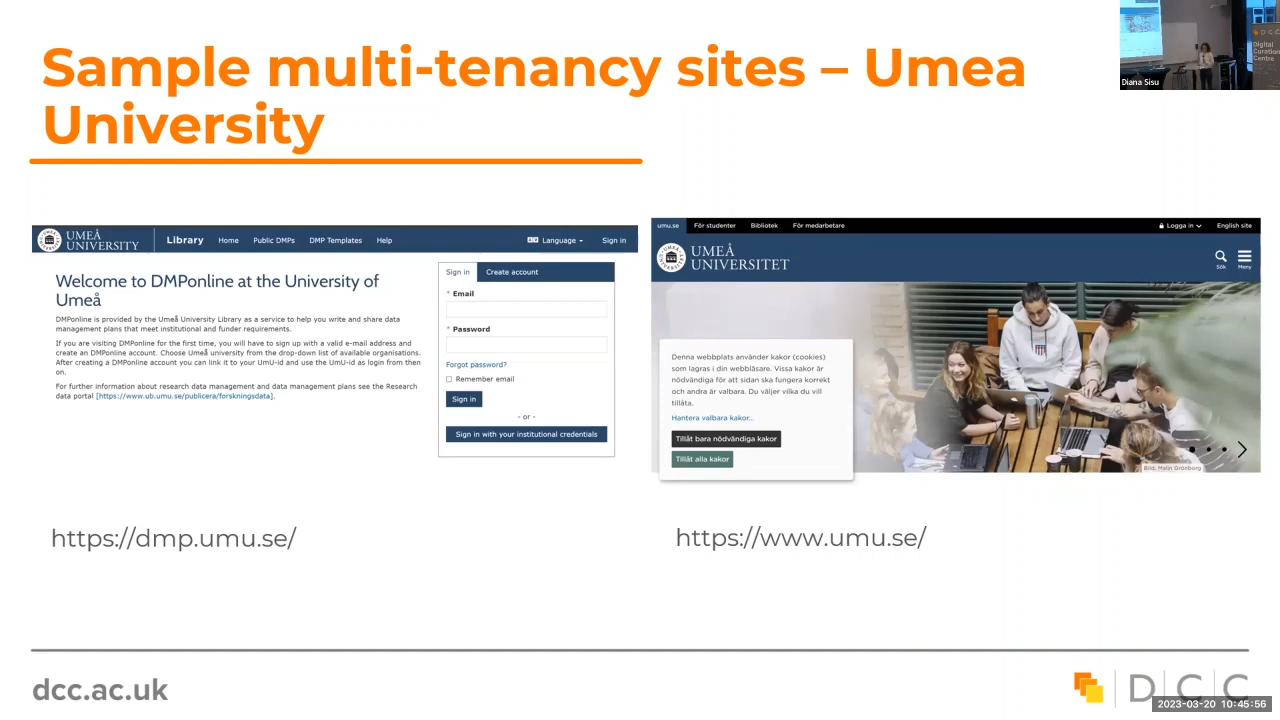 Sample multi-tenancy sites – Umea
University
Diana Sisu
DCC
Digital
Curation
Centre
UMEÅ
UNIVERSITY
Library
Home
Public DMPs
DMP Templates
Help
Language
Sign in
Welcome to DMPonline at the University of
Umeå
DMPonline is provided by the Umeå University Library as a service to help you write and share data
management plans that meet institutional and funder requirements.
If you are visiting DMPonline for the first time, you will have to sign up with a valid e-mail address and
create an DMPonline account. Choose Umeå university from the drop-down list of available organisations.
After creating a DMPonline account you can link it to your UmU-id and use the UmU-id as login from then
on.
For further information about research data management and data management plans see the Research
data portal [https://www.ub.umu.se/publicera/forskningsdata].
Sign in
Create account
* Email
* Password
Forgot password?
Remember email
Sign in
- or -
Sign in with your institutional credentials
umu.se
För studenter
Bibliotek
För medarbetare
Logga in
English site
UMEÅ
UNIVERSITET
Sök
Meny
Denna webbplats använder kakor (cookies)
som lagras i din webbläsare. Vissa kakor är
nödvändiga för att sidan ska fungera korrekt
och andra är valbara. Du väljer vilka du vill
tillåta.
Hantera valbara kakor...
Tillåt bara nödvändiga kakor
Tillåt alla kakor
Bild: Malin Grönborg
https://dmp.umu.se/
https://www.umu.se/
dcc.ac.uk
DCC
2023-03-20 10:45:56